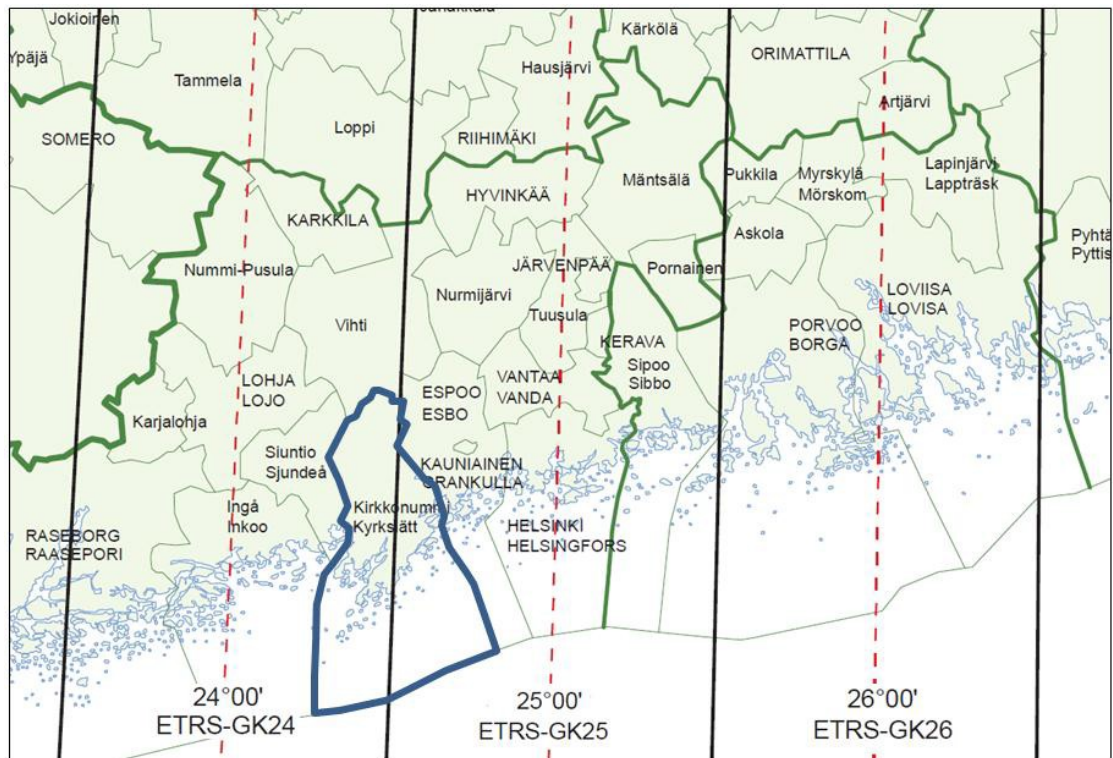 Jokioinen
Kärkölä
Ypäjä
Hausjärvi
ORIMATTILA
Tammela
Artjärvi
SOMERO
Loppi
RIIHIMÄKI
Lapinjärvi
Lappträsk
Mäntsälä
Pukkila
Myrskylä
Mörskom
HYVINKÄÄ
KARKKILA
Askola
Pyhtä
Pyttis
Nummi-Pusula
JÄRVENPÄÄ
Pornainen
Nurmijärvi
LOVIISA
LOVISA
Tuusula
Vihti
PORVOO
BORGÅ
KERAVA
Sipoo
Sibbo
LOHJA
LOJO
ESPOO
ESBO
VANTAA
VANDA
Karjalohja
Siuntio
Sjundeå
KAUNIAINEN
GRANKULLA
Ingå
Inkoo
Kirkkonummi
Kyrkslätt
HELSINKI
HELSINGFORS
RASEBORG
RAASEPORI
24°00'
ETRS-GK24
25°00'
ETRS-GK25
26°00'
ETRS-GK26